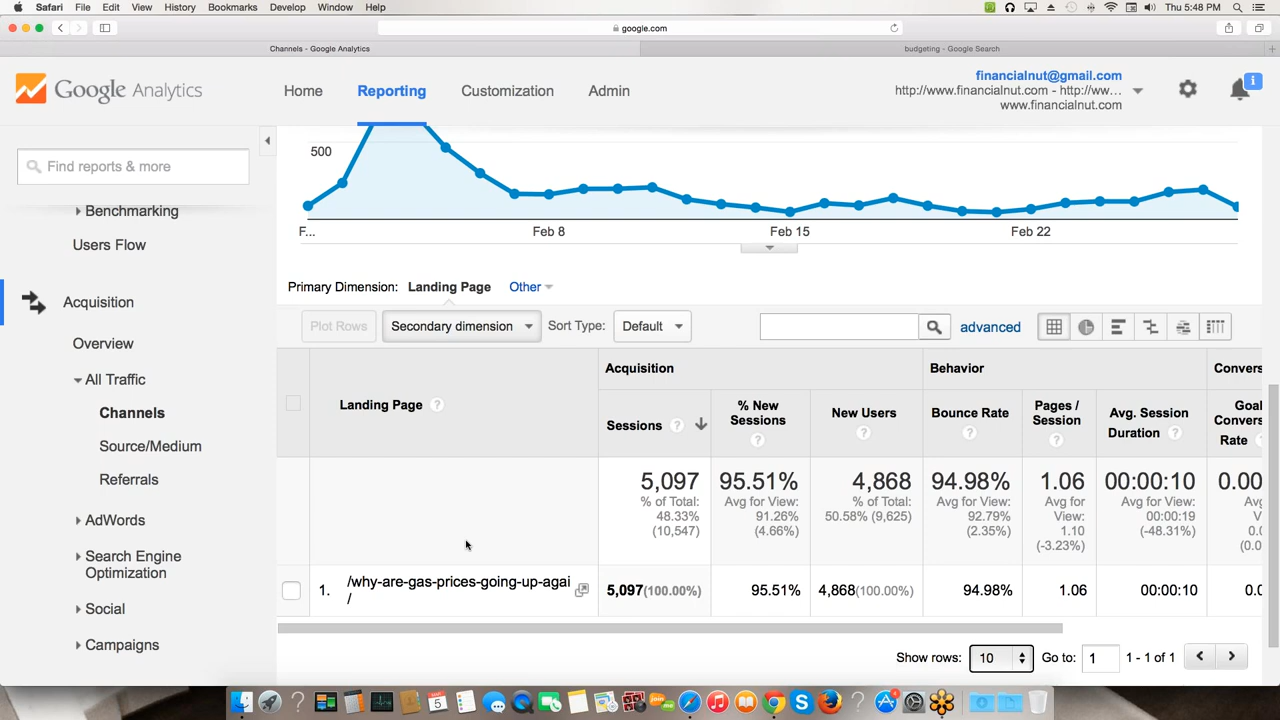 Safari File Edit View History Bookmarks Develop Window Help
Thu 5:48 PM
google.com
Channels - Google Analytics
budgeting - Google Search
Google Analytics
Home Reporting Customization Admin
financialnut@gmail.com
http://www.financialnut.com - http://ww...
www.financialnut.com
Find reports & more
Benchmarking
Users Flow
Acquisition
Overview
All Traffic
Channels
Source/Medium
Referrals
AdWords
Search Engine
Optimization
Social
Campaigns
500
F... Feb 8 Feb 15 Feb 22
Primary Dimension: Landing Page Other
Plot Rows Secondary dimension Sort Type: Default advanced
Acquisition Behavior Convers
Landing Page ?
Sessions ?
% New
Sessions
?
New Users
?
Bounce Rate
?
Pages /
Session
?
Avg. Session
Duration ?
Goal
Convers
Rate ?
5,097
% of Total:
48.33%
(10,547)
95.51%
Avg for View:
91.26%
(4.66%)
4,868
% of Total:
50.58% (9,625)
94.98%
Avg for View:
92.79%
(2.35%)
1.06
Avg for
View:
1.10
(-3.23%)
00:00:10
Avg for View:
00:00:19
(-48.31%)
0.00
1. /why-are-gas-prices-going-up-agai
/
5,097(100.00%) 95.51% 4,868(100.00%) 94.98% 1.06 00:00:10 0.0
Show rows: 10 Go to: 1 1 - 1 of 1